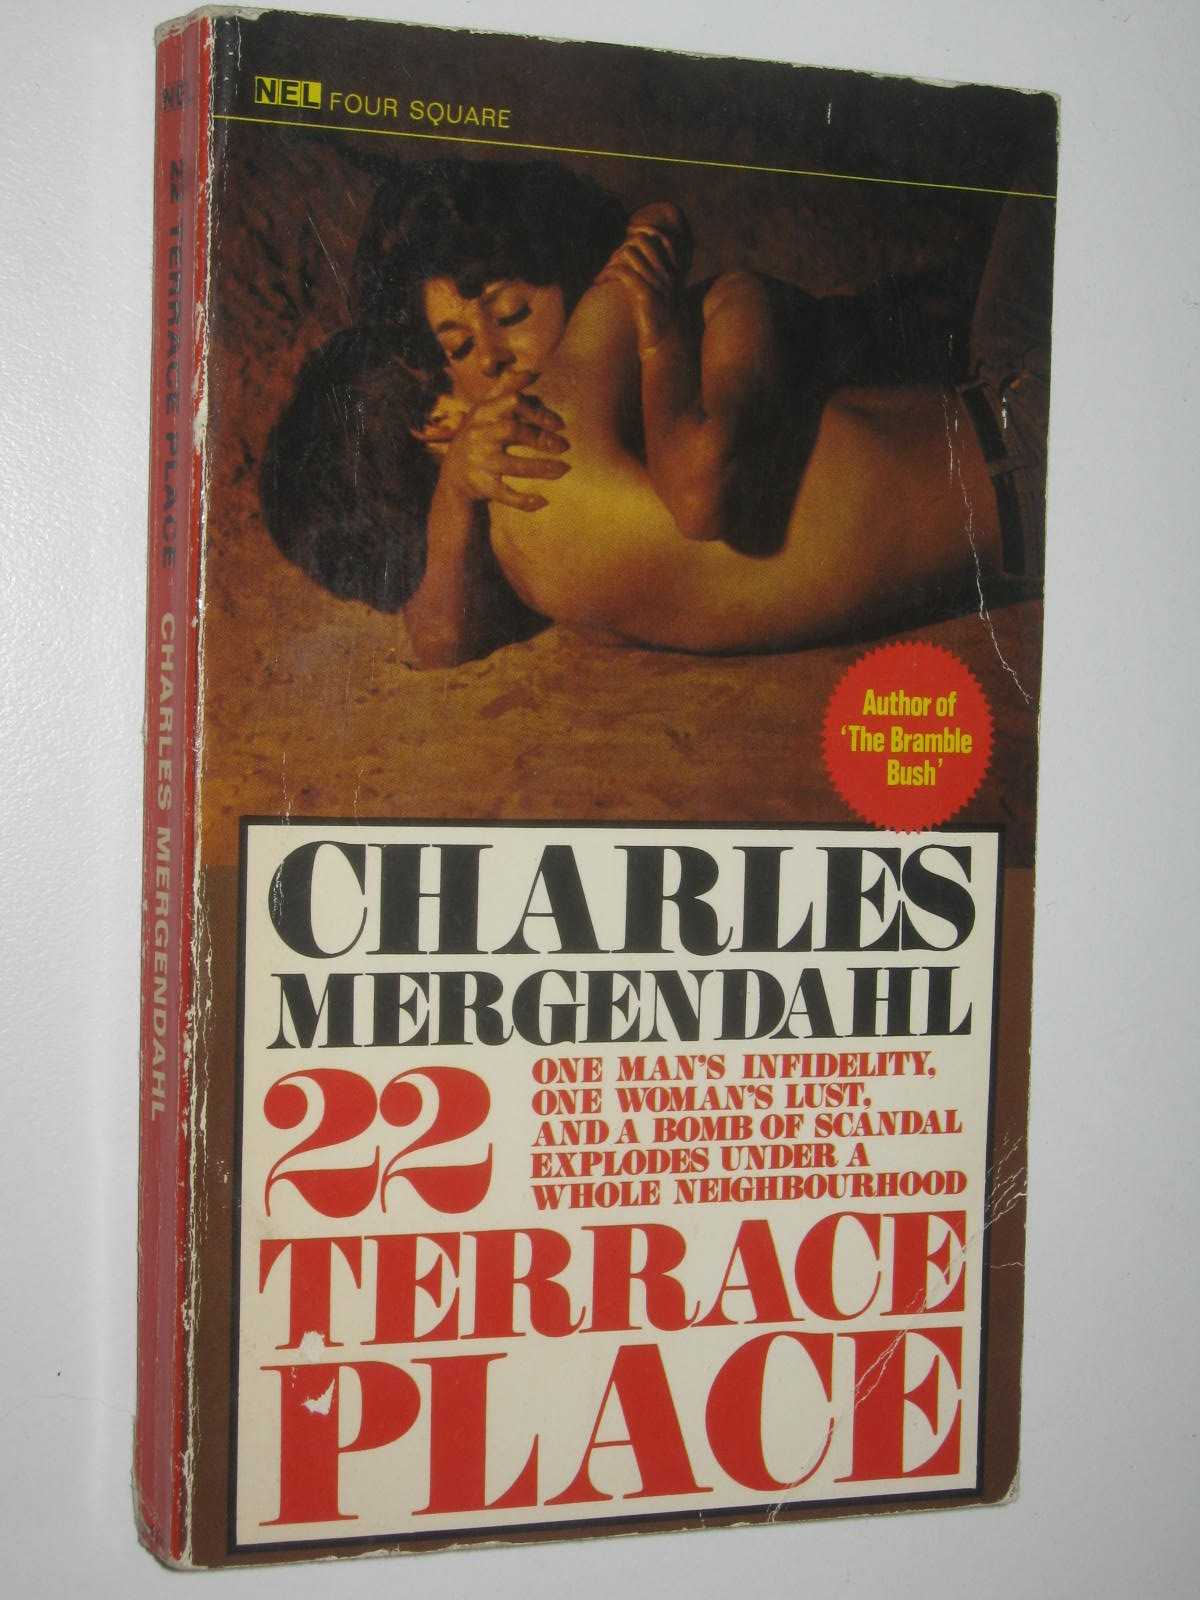 NEL FOUR SQUARE
Author of
'The Bramble
Bush'
CHARLES
MERGENDAHL
22
ONE MAN'S INFIDELITY,
ONE WOMAN'S LUST,
AND A BOMB OF SCANDAL
EXPLODES UNDER A
WHOLE NEIGHBOURHOOD
TERRACE
PLACE
NEL
22 TERRACE PLACE · CHARLES MERGENDAHL